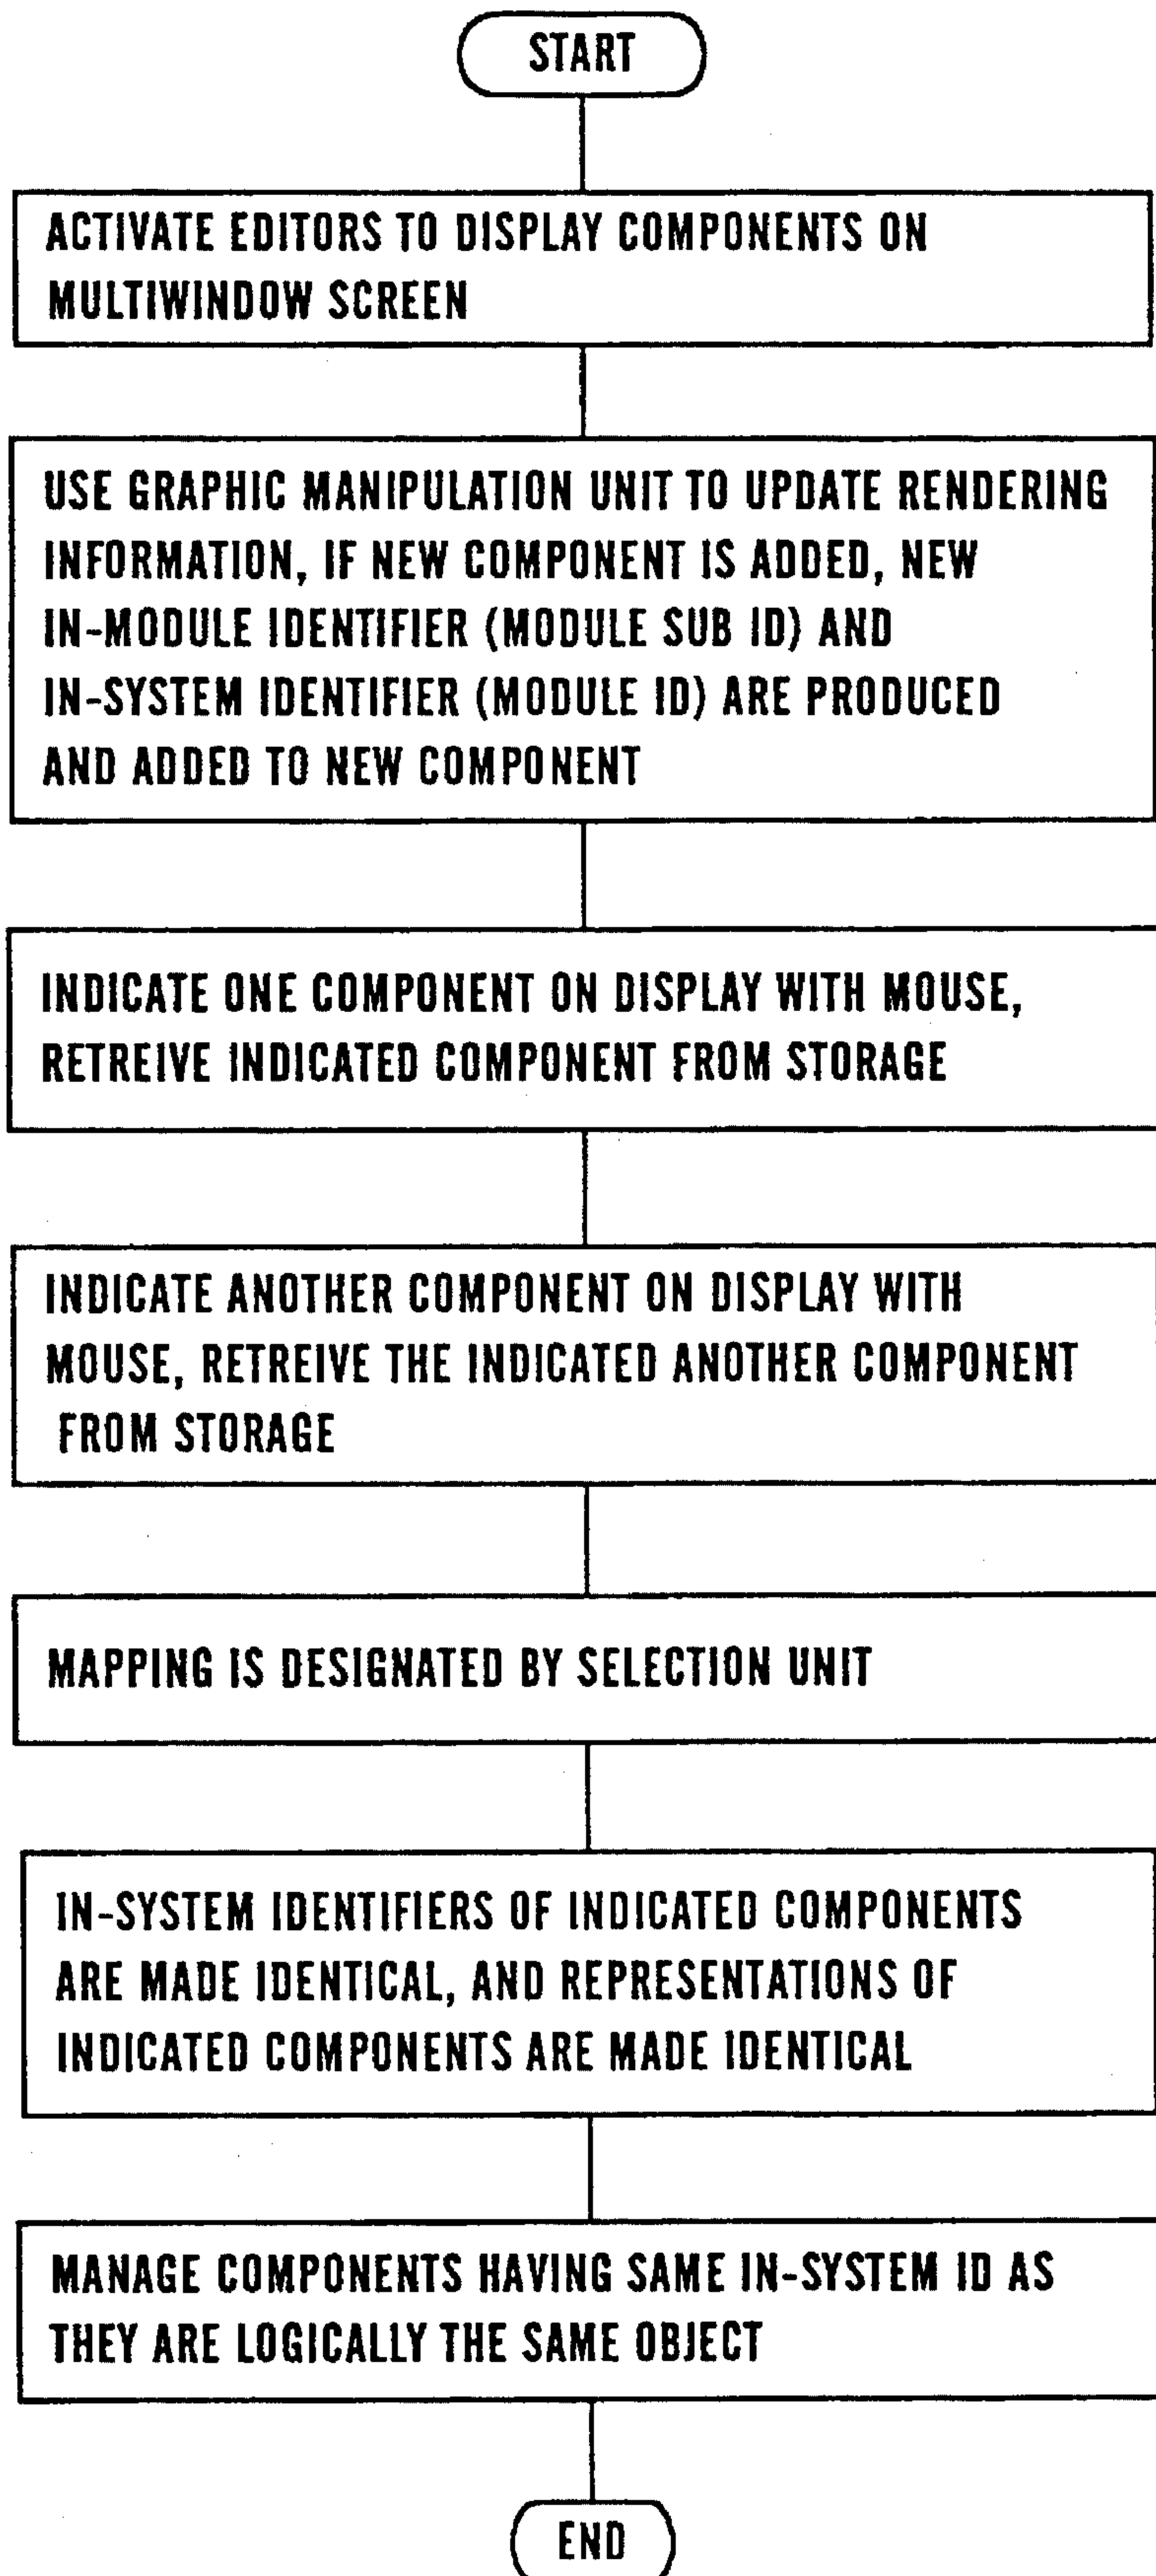 START
ACTIVATE EDITORS TO DISPLAY COMPONENTS ON
MULTIWINDOW SCREEN
USE GRAPHIC MANIPULATION UNIT TO UPDATE RENDERING
INFORMATION, IF NEW COMPONENT IS ADDED, NEW
IN-MODULE IDENTIFIER (MODULE SUB ID) AND
IN-SYSTEM IDENTIFIER (MODULE ID) ARE PRODUCED
AND ADDED TO NEW COMPONENT
INDICATE ONE COMPONENT ON DISPLAY WITH MOUSE,
RETREIVE INDICATED COMPONENT FROM STORAGE
INDICATE ANOTHER COMPONENT ON DISPLAY WITH
MOUSE, RETREIVE THE INDICATED ANOTHER COMPONENT
FROM STORAGE
MAPPING IS DESIGNATED BY SELECTION UNIT
IN-SYSTEM IDENTIFIERS OF INDICATED COMPONENTS
ARE MADE IDENTICAL, AND REPRESENTATIONS OF
INDICATED COMPONENTS ARE MADE IDENTICAL
MANAGE COMPONENTS HAVING SAME IN-SYSTEM ID AS
THEY ARE LOGICALLY THE SAME OBJECT
END